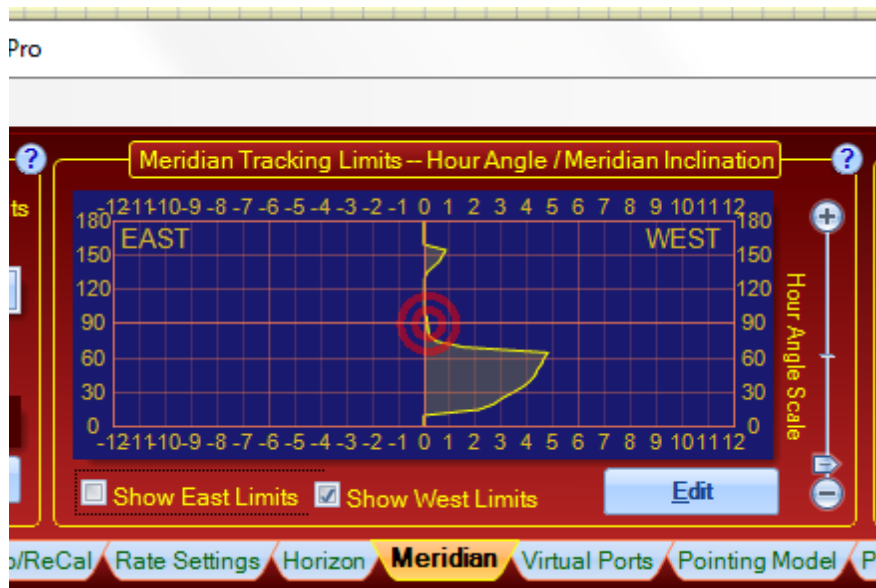 Pro
? Meridian Tracking Limits -- Hour Angle / Meridian Inclination ?
ts
-12-11-10-9 -8 -7 -6 -5 -4 -3 -2 -1 0 1 2 3 4 5 6 7 8 9 10 11 12
180 EAST WEST 180
150 150
120 120
90 90
60 60
30 30
0 0
-12-11-10-9 -8 -7 -6 -5 -4 -3 -2 -1 0 1 2 3 4 5 6 7 8 9 10 11 12
Hour Angle Scale
Show East Limits Show West Limits Edit
o/ReCal Rate Settings Horizon Meridian Virtual Ports Pointing Model P